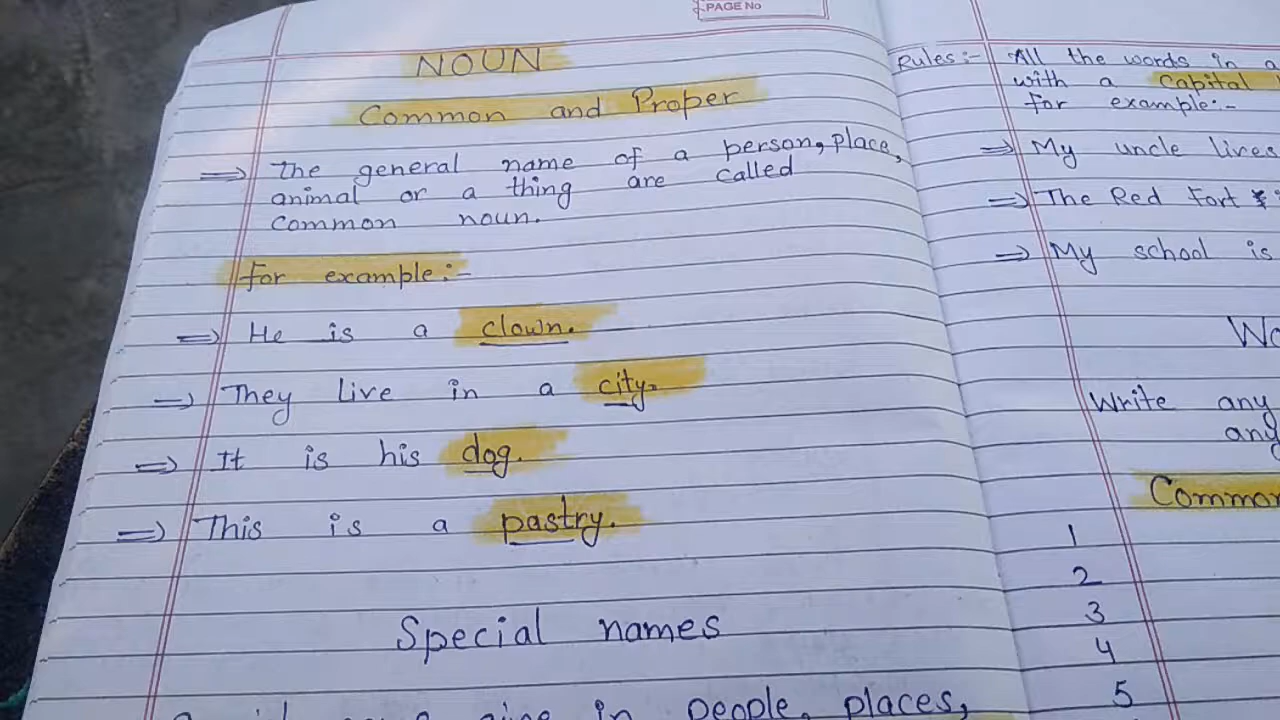 PAGE No
NOUN
Common and Proper
⇒ The general name of a person, place,
animal or a thing are called
common noun.
for example:-
⇒ He is a clown.
⇒ They live in a city.
⇒ It is his dog.
⇒ This is a pastry.
Special names
in people, places,
Rules:- All the words in a
with a capital
for example:-
⇒ My uncle lives
⇒ The Red Fort
⇒ My school is
Write any
any
Common
1
2
3
4
5